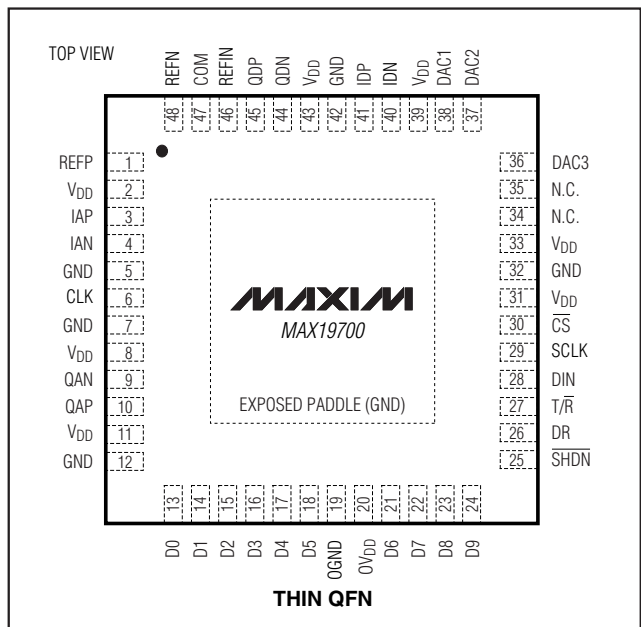 TOP VIEW
REFN COM REFIN QDP QDN VDD GND IDP IDN VDD DAC1 DAC2
48 47 46 45 44 43 42 41 40 39 38 37
REFP 1 36 DAC3
VDD 2 35 N.C.
IAP 3 34 N.C.
IAN 4 33 VDD
GND 5 32 GND
CLK 6 31 VDD
GND 7 30 C̅S̅
VDD 8 29 SCLK
QAN 9 28 DIN
QAP 10 27 T/R̅
VDD 11 26 DR
GND 12 25 S̅H̅D̅N̅
MAXIM
MAX19700
EXPOSED PADDLE (GND)
13 14 15 16 17 18 19 20 21 22 23 24
D0 D1 D2 D3 D4 D5 OGND OVDD D6 D7 D8 D9
THIN QFN